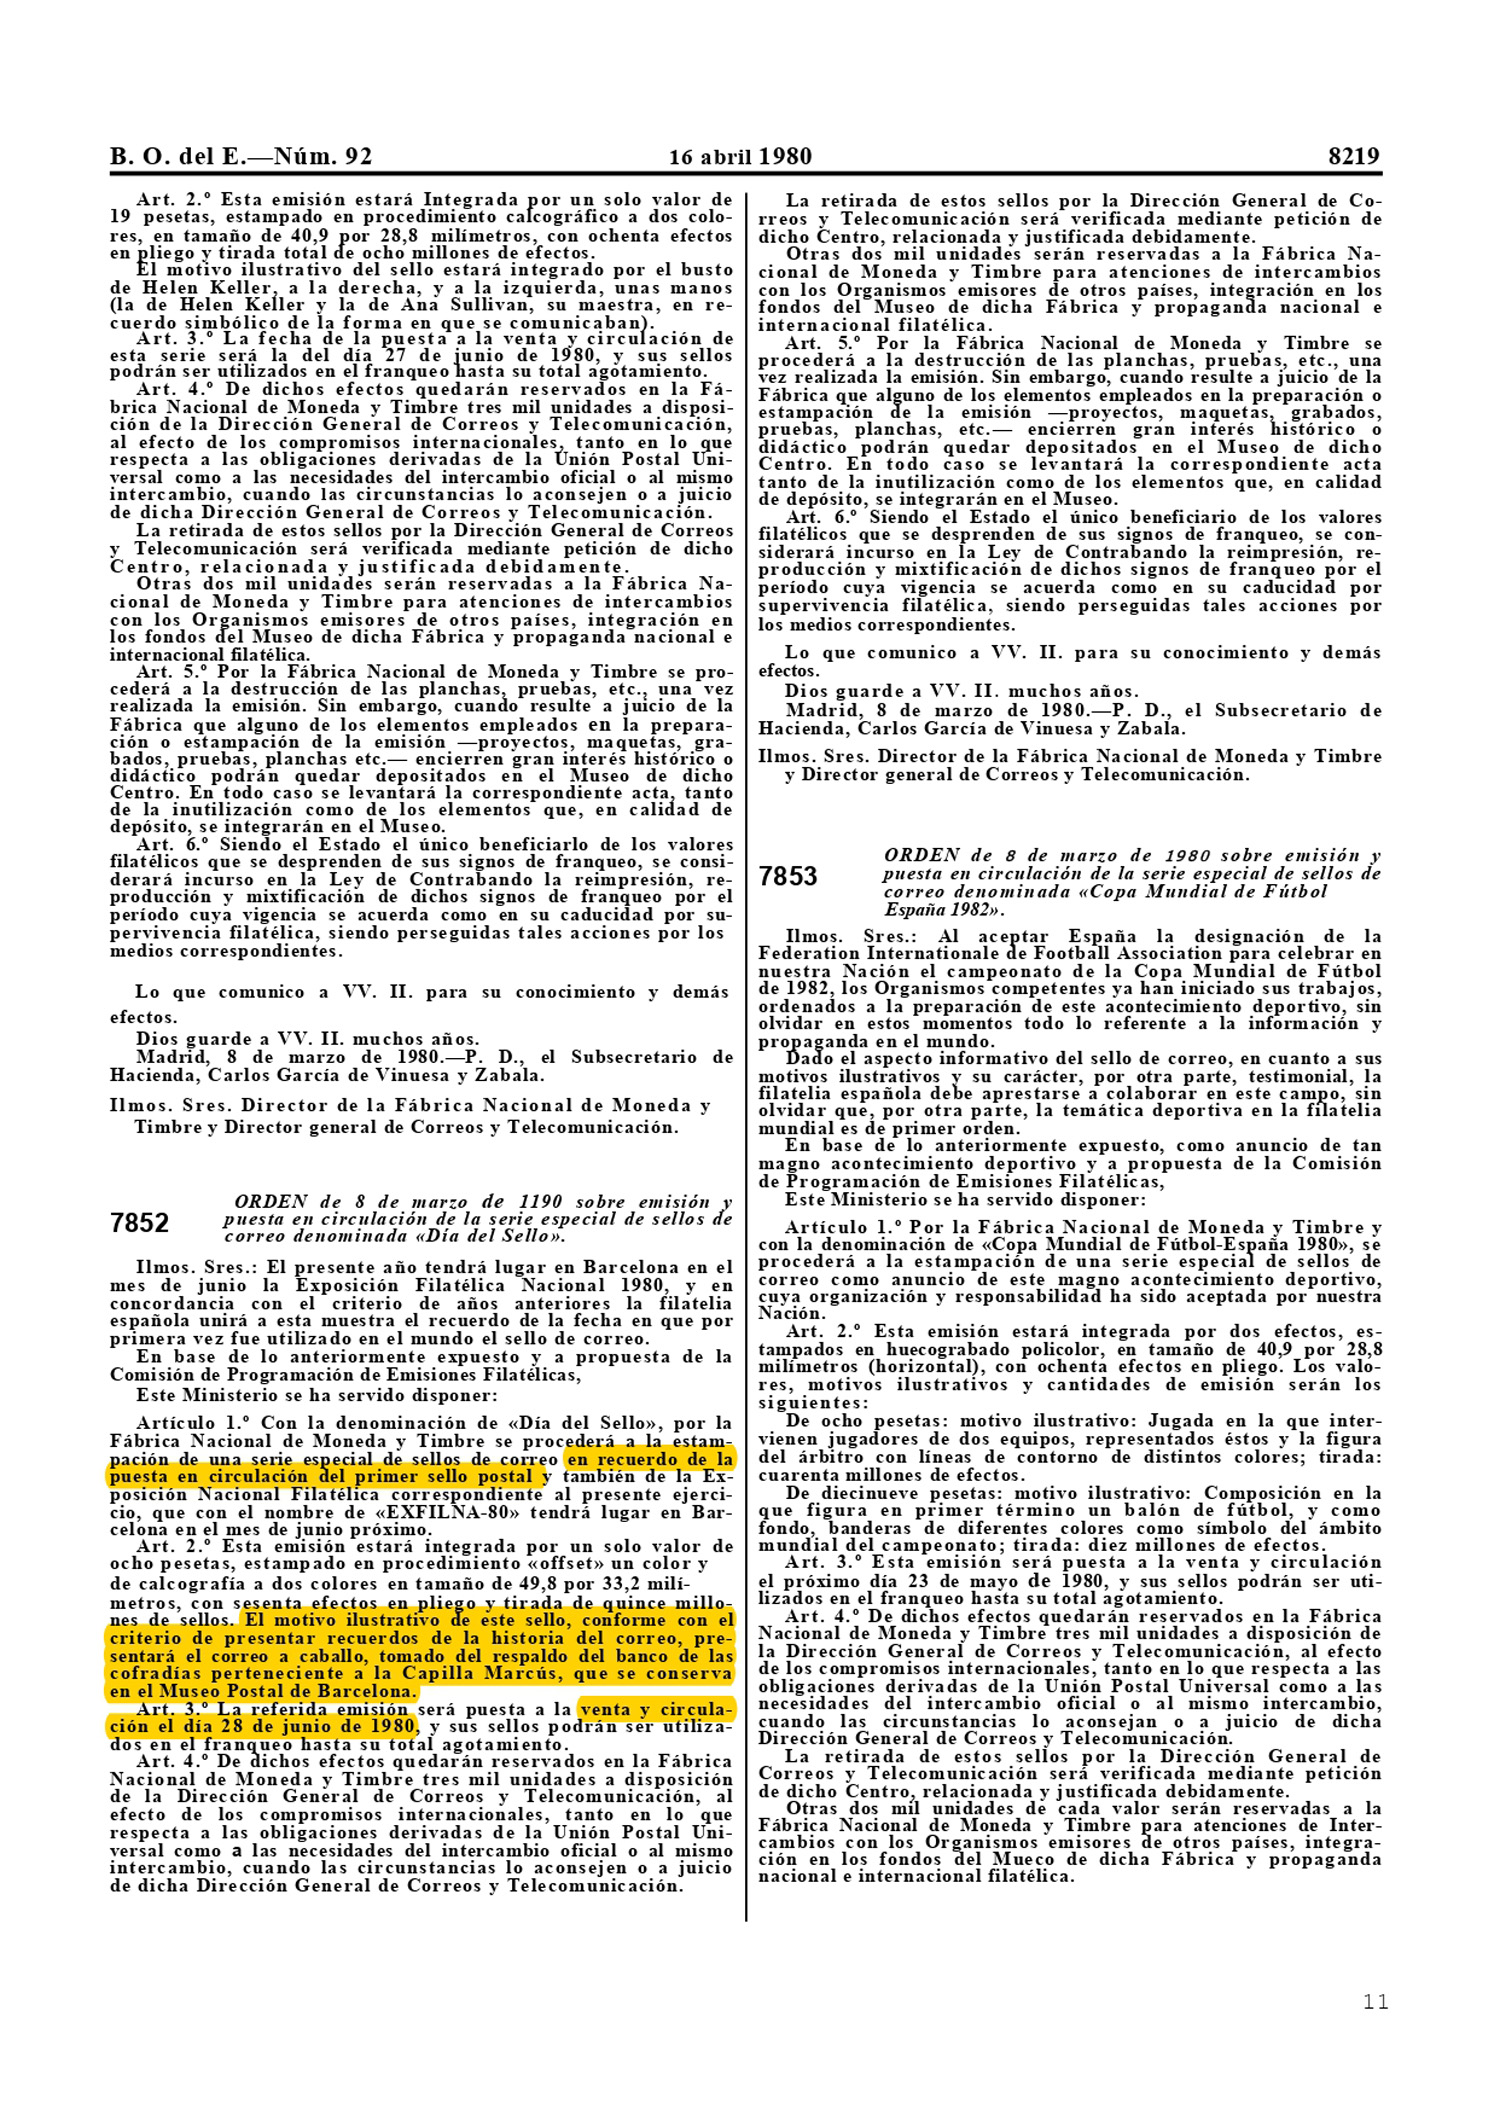 B. O. del E.—Núm. 92
16 abril 1980
8219
Art. 2.º Esta emisión estará Integrada por un solo valor de
19 pesetas, estampado en procedimiento calcográfico a dos colo-
res, en tamaño de 40,9 por 28,8 milímetros, con ochenta efectos
en pliego y tirada total de ocho millones de efectos.
El motivo ilustrativo del sello estará integrado por el busto
de Helen Keller, a la derecha, y a la izquierda, unas manos
(la de Helen Keller y la de Ana Sullivan, su maestra, en re-
cuerdo simbólico de la forma en que se comunicaban).
Art. 3.º La fecha de la puesta a la venta y circulación de
esta serie será la del día 27 de junio de 1980, y sus sellos
podrán ser utilizados en el franqueo hasta su total agotamiento.
Art. 4.º De dichos efectos quedarán reservados en la Fá-
brica Nacional de Moneda y Timbre tres mil unidades a disposi-
ción de la Dirección General de Correos y Telecomunicación,
al efecto de los compromisos internacionales, tanto en lo que
respecta a las obligaciones derivadas de la Unión Postal Uni-
versal como a las necesidades del intercambio oficial o al mismo
intercambio, cuando las circunstancias lo aconsejen o a juicio
de dicha Dirección General de Correos y Telecomunicación.
La retirada de estos sellos por la Dirección General de Correos
y Telecomunicación será verificada mediante petición de dicho
Centro, relacionada y justificada debidamente.
Otras dos mil unidades serán reservadas a la Fábrica Na-
cional de Moneda y Timbre para atenciones de intercambios
con los Organismos emisores de otros países, integración en
los fondos del Museo de dicha Fábrica y propaganda nacional e
internacional filatélica.
Art. 5.º Por la Fábrica Nacional de Moneda y Timbre se pro-
cederá a la destrucción de las planchas, pruebas, etc., una vez
realizada la emisión. Sin embargo, cuando resulte a juicio de la
Fábrica que alguno de los elementos empleados en la prepara-
ción o estampación de la emisión —proyectos, maquetas, gra-
bados, pruebas, planchas etc.— encierren gran interés histórico o
didáctico podrán quedar depositados en el Museo de dicho
Centro. En todo caso se levantará la correspondiente acta, tanto
de la inutilización como de los elementos que, en calidad de
depósito, se integrarán en el Museo.
Art. 6.º Siendo el Estado el único beneficiarlo de los valores
filatélicos que se desprenden de sus signos de franqueo, se consi-
derará incurso en la Ley de Contrabando la reimpresión, re-
producción y mixtificación de dichos signos de franqueo por el
período cuya vigencia se acuerda como en su caducidad por su-
pervivencia filatélica, siendo perseguidas tales acciones por los
medios correspondientes.
Lo que comunico a VV. II. para su conocimiento y demás
efectos.
Dios guarde a VV. II. muchos años.
Madrid, 8 de marzo de 1980.—P. D., el Subsecretario de
Hacienda, Carlos García de Vinuesa y Zabala.
Ilmos. Sres. Director de la Fábrica Nacional de Moneda y
Timbre y Director general de Correos y Telecomunicación.
7852
ORDEN de 8 de marzo de 1190 sobre emisión y
puesta en circulación de la serie especial de sellos de
correo denominada «Día del Sello».
Ilmos. Sres.: El presente año tendrá lugar en Barcelona en el
mes de junio la Exposición Filatélica Nacional 1980, y en
concordancia con el criterio de años anteriores la filatelia
española unirá a esta muestra el recuerdo de la fecha en que por
primera vez fue utilizado en el mundo el sello de correo.
En base de lo anteriormente expuesto y a propuesta de la
Comisión de Programación de Emisiones Filatélicas,
Este Ministerio se ha servido disponer:
Artículo 1.º Con la denominación de «Día del Sello», por la
Fábrica Nacional de Moneda y Timbre se procederá a la estam-
pación de una serie especial de sellos de correo en recuerdo de la
puesta en circulación del primer sello postal y también de la Ex-
posición Nacional Filatélica correspondiente al presente ejerci-
cio, que con el nombre de «EXFILNA-80» tendrá lugar en Bar-
celona en el mes de junio próximo.
Art. 2.º Esta emisión estará integrada por un solo valor de
ocho pesetas, estampado en procedimiento «offset» un color y
de calcografía a dos colores en tamaño de 49,8 por 33,2 milí-
metros, con sesenta efectos en pliego y tirada de quince millo-
nes de sellos. El motivo ilustrativo de este sello, conforme con el
criterio de presentar recuerdos de la historia del correo, pre-
sentará el correo a caballo, tomado del respaldo del banco de las
cofradías perteneciente a la Capilla Marcús, que se conserva
en el Museo Postal de Barcelona.
Art. 3.º La referida emisión será puesta a la venta y circula-
ción el día 28 de junio de 1980, y sus sellos podrán ser utiliza-
dos en el franqueo hasta su total agotamiento.
Art. 4.º De dichos efectos quedarán reservados en la Fábrica
Nacional de Moneda y Timbre tres mil unidades a disposición
de la Dirección General de Correos y Telecomunicación, al
efecto de los compromisos internacionales, tanto en lo que
respecta a las obligaciones derivadas de la Unión Postal Uni-
versal como a las necesidades del intercambio oficial o al mismo
intercambio, cuando las circunstancias lo aconsejen o a juicio
de dicha Dirección General de Correos y Telecomunicación.
La retirada de estos sellos por la Dirección General de Co-
rreos y Telecomunicación será verificada mediante petición de
dicho Centro, relacionada y justificada debidamente.
Otras dos mil unidades serán reservadas a la Fábrica Na-
cional de Moneda y Timbre para atenciones de intercambios
con los Organismos emisores de otros países, integración en los
fondos del Museo de dicha Fábrica y propaganda nacional e
internacional filatélica.
Art. 5.º Por la Fábrica Nacional de Moneda y Timbre se
procederá a la destrucción de las planchas, pruebas, etc., una
vez realizada la emisión. Sin embargo, cuando resulte a juicio de la
Fábrica que alguno de los elementos empleados en la preparación o
estampación de la emisión —proyectos, maquetas, grabados,
pruebas, planchas, etc.— encierren gran interés histórico o
didáctico podrán quedar depositados en el Museo de dicho
Centro. En todo caso se levantará la correspondiente acta
tanto de la inutilización como de los elementos que, en calidad
de depósito, se integrarán en el Museo.
Art. 6.º Siendo el Estado el único beneficiario de los valores
filatélicos que se desprenden de sus signos de franqueo, se con-
siderará incurso en la Ley de Contrabando la reimpresión, re-
producción y mixtificación de dichos signos de franqueo por el
período cuya vigencia se acuerda como en su caducidad por
supervivencia filatélica, siendo perseguidas tales acciones por
los medios correspondientes.
Lo que comunico a VV. II. para su conocimiento y demás
efectos.
Dios guarde a VV. II. muchos años.
Madrid, 8 de marzo de 1980.—P. D., el Subsecretario de
Hacienda, Carlos García de Vinuesa y Zabala.
Ilmos. Sres. Director de la Fábrica Nacional de Moneda y Timbre
y Director general de Correos y Telecomunicación.
7853
ORDEN de 8 de marzo de 1980 sobre emisión y
puesta en circulación de la serie especial de sellos de
correo denominada «Copa Mundial de Fútbol
España 1982».
Ilmos. Sres.: Al aceptar España la designación de la
Federation Internationale de Football Association para celebrar en
nuestra Nación el campeonato de la Copa Mundial de Fútbol
de 1982, los Organismos competentes ya han iniciado sus trabajos,
ordenados a la preparación de este acontecimiento deportivo, sin
olvidar en estos momentos todo lo referente a la información y
propaganda en el mundo.
Dado el aspecto informativo del sello de correo, en cuanto a sus
motivos ilustrativos y su carácter, por otra parte, testimonial, la
filatelia española debe aprestarse a colaborar en este campo, sin
olvidar que, por otra parte, la temática deportiva en la filatelia
mundial es de primer orden.
En base de lo anteriormente expuesto, como anuncio de tan
magno acontecimiento deportivo y a propuesta de la Comisión
de Programación de Emisiones Filatélicas,
Este Ministerio se ha servido disponer:
Artículo 1.º Por la Fábrica Nacional de Moneda y Timbre y
con la denominación de «Copa Mundial de Fútbol-España 1980», se
procederá a la estampación de una serie especial de sellos de
correo como anuncio de este magno acontecimiento deportivo,
cuya organización y responsabilidad ha sido aceptada por nuestra
Nación.
Art. 2.º Esta emisión estará integrada por dos efectos, es-
tampados en huecograbado policolor, en tamaño de 40,9 por 28,8
milímetros (horizontal), con ochenta efectos en pliego. Los valo-
res, motivos ilustrativos y cantidades de emisión serán los
siguientes:
De ocho pesetas: motivo ilustrativo: Jugada en la que inter-
vienen jugadores de dos equipos, representados éstos y la figura
del árbitro con líneas de contorno de distintos colores; tirada:
cuarenta millones de efectos.
De diecinueve pesetas: motivo ilustrativo: Composición en la
que figura en primer término un balón de fútbol, y como
fondo, banderas de diferentes colores como símbolo del ámbito
mundial del campeonato; tirada: diez millones de efectos.
Art. 3.º Esta emisión será puesta a la venta y circulación
el próximo día 23 de mayo de 1980, y sus sellos podrán ser uti-
lizados en el franqueo hasta su total agotamiento.
Art. 4.º De dichos efectos quedarán reservados en la Fábrica
Nacional de Moneda y Timbre tres mil unidades a disposición de
la Dirección General de Correos y Telecomunicación, al efecto
de los compromisos internacionales, tanto en lo que respecta a las
obligaciones derivadas de la Unión Postal Universal como a las
necesidades del intercambio oficial o al mismo intercambio,
cuando las circunstancias lo aconsejan o a juicio de dicha
Dirección General de Correos y Telecomunicación.
La retirada de estos sellos por la Dirección General de
Correos y Telecomunicación será verificada mediante petición
de dicho Centro, relacionada y justificada debidamente.
Otras dos mil unidades de cada valor serán reservadas a la
Fábrica Nacional de Moneda y Timbre para atenciones de Inter-
cambios con los Organismos emisores de otros países, integra-
ción en los fondos del Mueco de dicha Fábrica y propaganda
nacional e internacional filatélica.
11